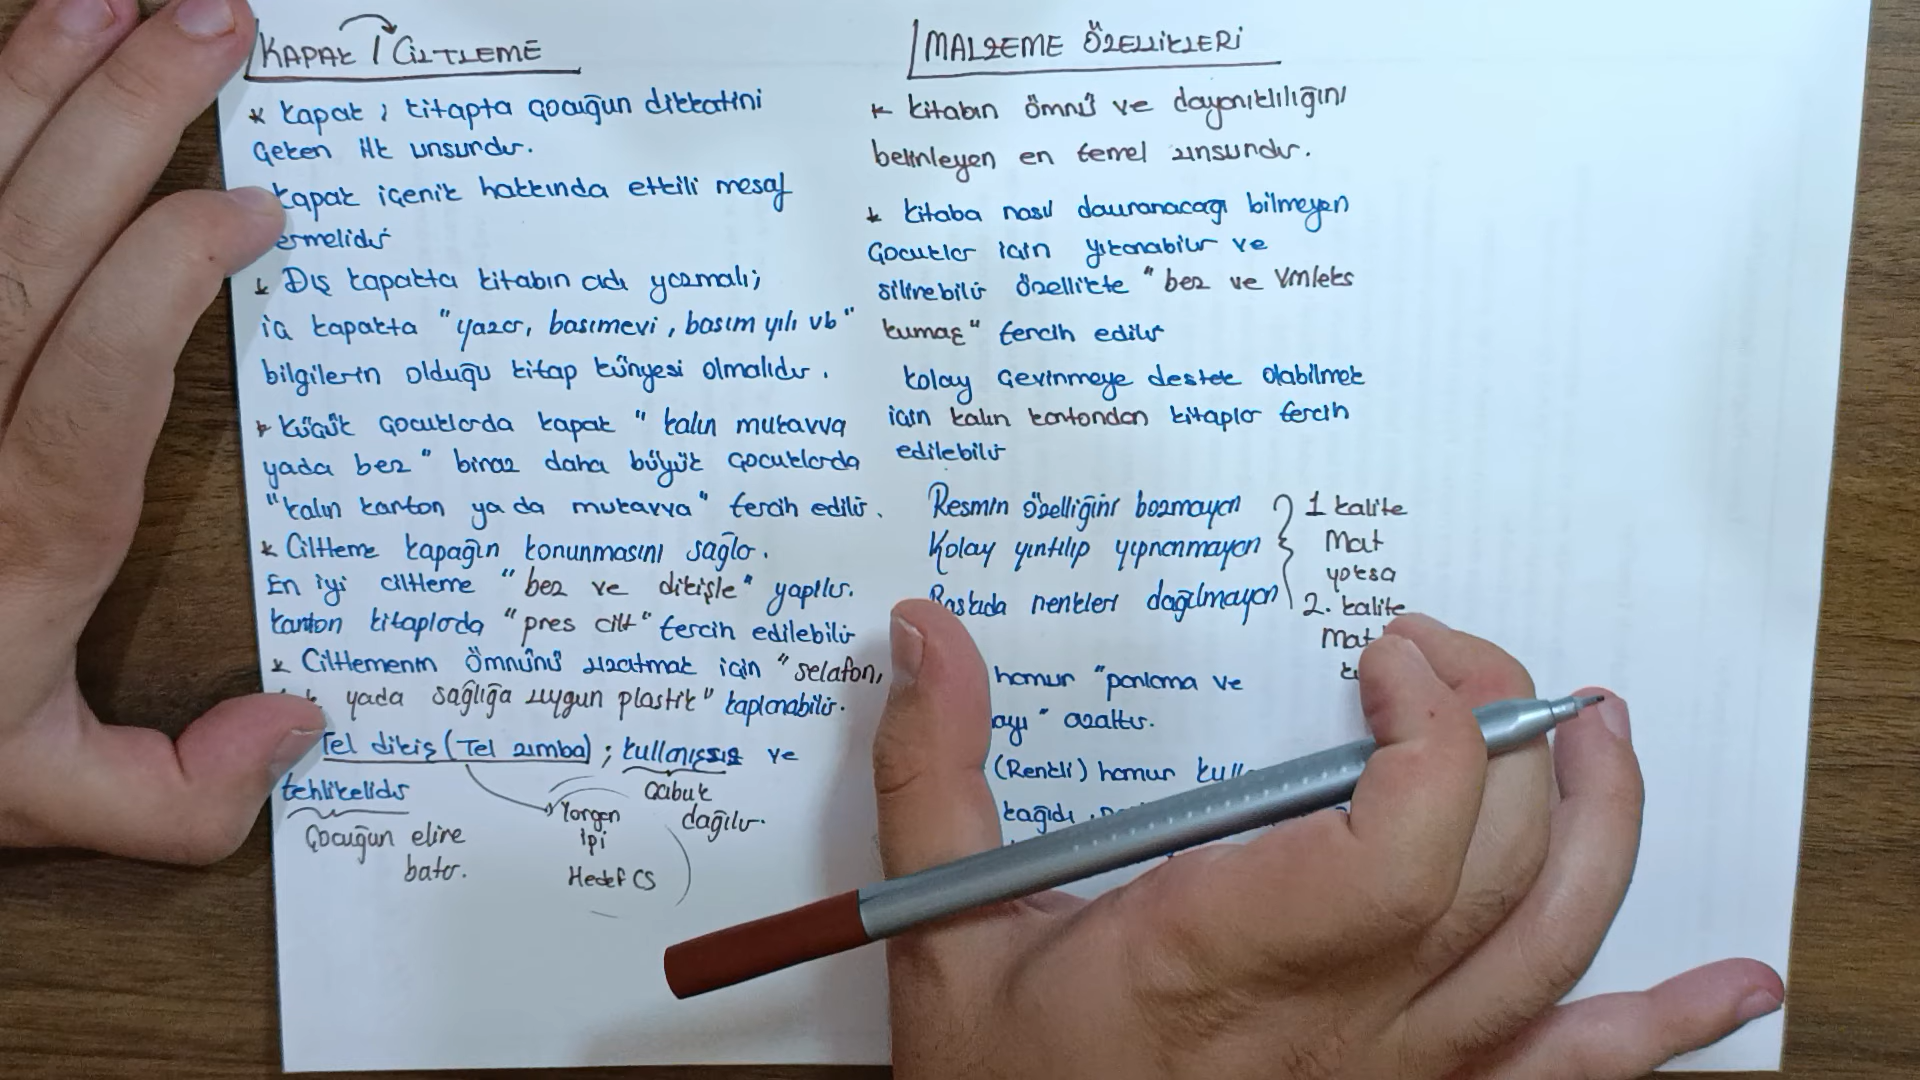 KAPAK / CİLTLEME
* Kapak ; kitapta çocuğun dikkatini
çeken ilk unsurdur.
kapak içerik hakkında etkili mesaj
ermelidir
* Dış kapakta kitabın adı yazmalı;
iç kapakta "yazar, basımevi, basım yılı vb"
bilgilerin olduğu kitap künyesi olmalıdır.
* Küçük çocuklarda kapak "kalın mukavva
yada bez" biraz daha büyük çocuklarda
"kalın karton ya da mukavva" tercih edilir.
* Ciltleme kapağın korunmasını sağlar.
En iyi ciltleme "bez ve dikişle" yapılır.
karton kitaplarda "pres cilt" tercih edilebilir
* Ciltlemenin ömrünü uzatmak için "selafon,
yada sağlığa uygun plastik" kaplanabilir.
Tel dikiş (Tel zımba) ; kullanışsız ve
tehlikelidir
Çabuk
dağılır.
Çocuğun eline
batar.
Yorgan
ipi
Hedef CS
MALZEME ÖZELLİKLERİ
* Kitabın ömrü ve dayanıklılığını
belirleyen en temel unsurdur.
* Kitaba nasıl davranacağı bilmeyen
Çocuklar için yıkanabilir ve
silinebilir özellikte "bez ve Vinleks
kumaş" tercih edilir
kolay çevirmeye destek olabilmek
için kalın kartondan kitaplar tercih
edilebilir
Resmin özelliğini bozmayan
Kolay yırtılıp yıpranmayan
Baskıda renkleri dağılmayan
1 kalite
Mat
yoksa
2. kalite
Mat
hamur "parlama ve
ayı" azaltır.
(Renkli) hamur kull
kağıdı